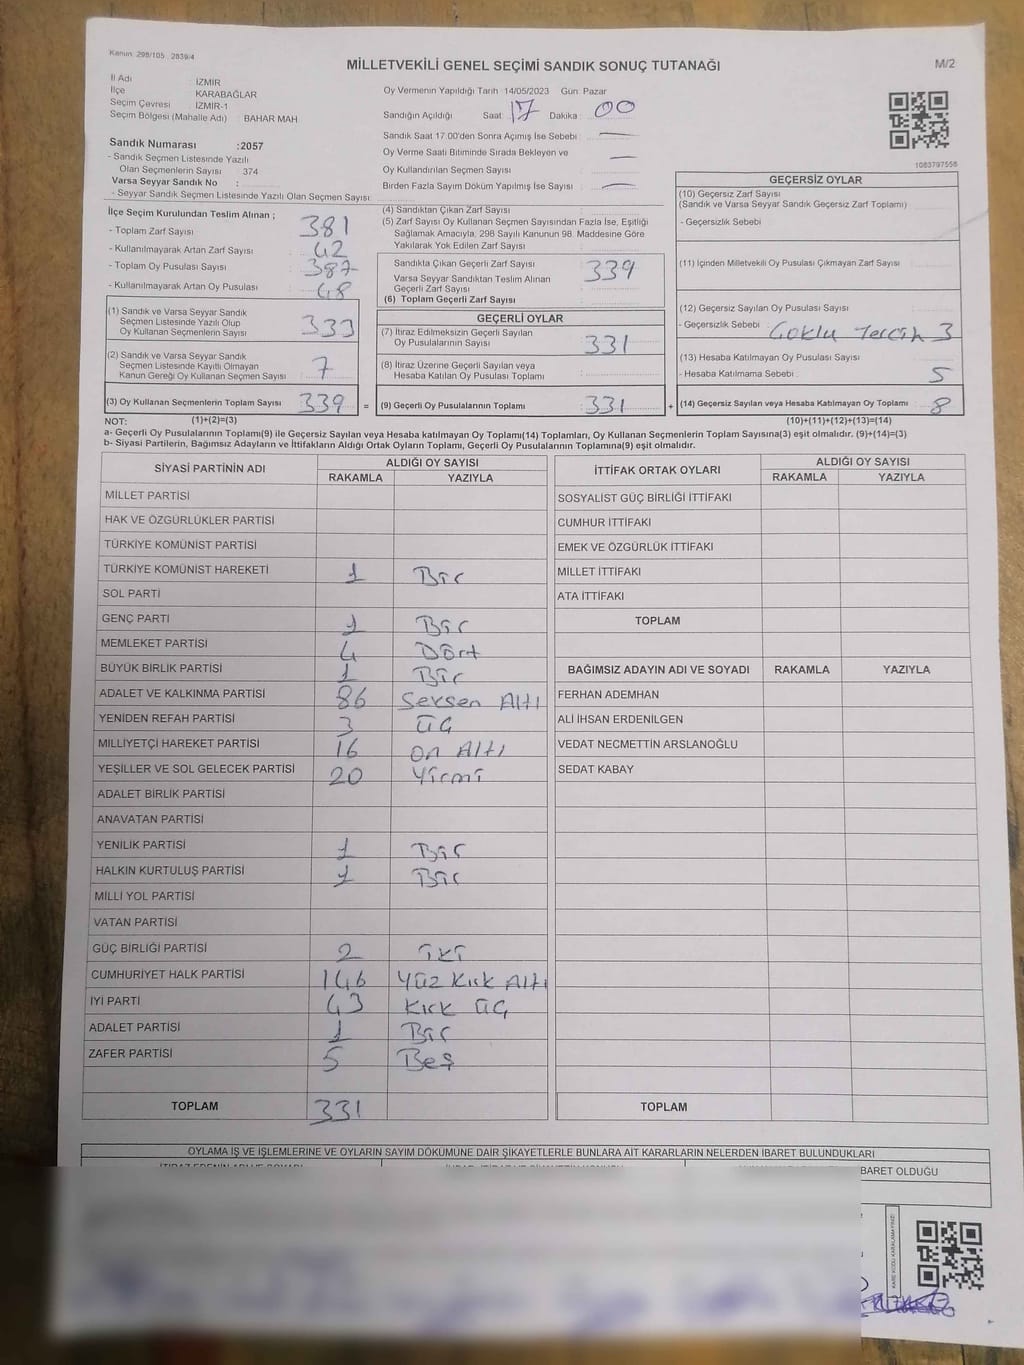 Kanun: 298/105 2839/4
MİLLETVEKİLİ GENEL SEÇİMİ SANDIK SONUÇ TUTANAĞI
M/2
İl Adı : İZMİR
İlçe : KARABAĞLAR
Seçim Çevresi : İZMİR-1
Seçim Bölgesi (Mahalle Adı) : BAHAR MAH
Sandık Numarası :2057
- Sandık Seçmen Listesinde Yazılı
Olan Seçmenlerin Sayısı : 374
Varsa Seyyar Sandık No :
- Seyyar Sandık Seçmen Listesinde Yazılı Olan Seçmen Sayısı:
Oy Vermenin Yapıldığı Tarih 14/05/2023 Gün: Pazar
Sandığın Açıldığı Saat : 17 Dakika : 00
Sandık Saat 17.00'den Sonra Açımış İse Sebebi : —
Oy Verme Saati Bitiminde Sırada Bekleyen ve
Oy Kullandırılan Seçmen Sayısı : —
Birden Fazla Sayım Döküm Yapılmış İse Sayısı : —
1083797558
İlçe Seçim Kurulundan Teslim Alınan ;
- Toplam Zarf Sayısı : 381
- Kullanılmayarak Artan Zarf Sayısı : 42
- Toplam Oy Pusulası Sayısı : 387
- Kullanılmayarak Artan Oy Pusulası : 48
(1) Sandık ve Varsa Seyyar Sandık
Seçmen Listesinde Yazılı Olup
Oy Kullanan Seçmenlerin Sayısı : 333
(2) Sandık ve Varsa Seyyar Sandık
Seçmen Listesinde Kayıtlı Olmayan
Kanun Gereği Oy Kullanan Seçmen Sayısı : 7
(3) Oy Kullanan Seçmenlerin Toplam Sayısı : 339 =
(4) Sandıktan Çıkan Zarf Sayısı :
(5) Zarf Sayısı Oy Kullanan Seçmen Sayısından Fazla İse, Eşitliği
Sağlamak Amacıyla, 298 Sayılı Kanunun 98. Maddesine Göre
Yakılarak Yok Edilen Zarf Sayısı :
Sandıkta Çıkan Geçerli Zarf Sayısı : 339
Varsa Seyyar Sandıktan Teslim Alınan
Geçerli Zarf Sayısı :
(6) Toplam Geçerli Zarf Sayısı :
GEÇERLİ OYLAR
(7) İtiraz Edilmeksizin Geçerli Sayılan
Oy Pusulalarının Sayısı : 331
(8) İtiraz Üzerine Geçerli Sayılan veya
Hesaba Katılan Oy Pusulası Toplamı :
(9) Geçerli Oy Pusulalarının Toplamı : 331 +
GEÇERSİZ OYLAR
(10) Geçersiz Zarf Sayısı
(Sandık ve Varsa Seyyar Sandık Geçersiz Zarf Toplamı) :
- Geçersizlik Sebebi :
(11) İçinden Milletvekili Oy Pusulası Çıkmayan Zarf Sayısı :
(12) Geçersiz Sayılan Oy Pusulası Sayısı :
- Geçersizlik Sebebi : Çoklu Tercih 3
(13) Hesaba Katılmayan Oy Pusulası Sayısı :
- Hesaba Katılmama Sebebi : 5
(14) Geçersiz Sayılan veya Hesaba Katılmayan Oy Toplamı : 8
NOT: (1)+(2)=(3) (10)+(11)+(12)+(13)=(14)
a- Geçerli Oy Pusulalarının Toplamı(9) ile Geçersiz Sayılan veya Hesaba katılmayan Oy Toplamı(14) Toplamları, Oy Kullanan Seçmenlerin Toplam Sayısına(3) eşit olmalıdır. (9)+(14)=(3)
b- Siyasi Partilerin, Bağımsız Adayların ve İttifakların Aldığı Ortak Oyların Toplamı, Geçerli Oy Pusulalarının Toplamına(9) eşit olmalıdır.
SİYASİ PARTİNİN ADI ALDIĞI OY SAYISI
RAKAMLA YAZIYLA
MİLLET PARTİSİ
HAK VE ÖZGÜRLÜKLER PARTİSİ
TÜRKİYE KOMÜNİST PARTİSİ
TÜRKİYE KOMÜNİST HAREKETİ 1 Bir
SOL PARTİ
GENÇ PARTİ 1 Bir
MEMLEKET PARTİSİ 4 Dört
BÜYÜK BİRLİK PARTİSİ 1 Bir
ADALET VE KALKINMA PARTİSİ 86 Seksen Altı
YENİDEN REFAH PARTİSİ 3 Üç
MİLLİYETÇİ HAREKET PARTİSİ 16 On Altı
YEŞİLLER VE SOL GELECEK PARTİSİ 20 Yirmi
ADALET BİRLİK PARTİSİ
ANAVATAN PARTİSİ
YENİLİK PARTİSİ 1 Bir
HALKIN KURTULUŞ PARTİSİ 1 Bir
MİLLİ YOL PARTİSİ
VATAN PARTİSİ
GÜÇ BİRLİĞİ PARTİSİ 2 İki
CUMHURİYET HALK PARTİSİ 146 Yüz Kırk Altı
İYİ PARTİ 43 Kırk Üç
ADALET PARTİSİ 1 Bir
ZAFER PARTİSİ 5 Beş
TOPLAM 331
İTTİFAK ORTAK OYLARI ALDIĞI OY SAYISI
RAKAMLA YAZIYLA
SOSYALİST GÜÇ BİRLİĞİ İTTİFAKI
CUMHUR İTTİFAKI
EMEK VE ÖZGÜRLÜK İTTİFAKI
MİLLET İTTİFAKI
ATA İTTİFAKI
TOPLAM
BAĞIMSIZ ADAYIN ADI VE SOYADI RAKAMLA YAZIYLA
FERHAN ADEMHAN
ALİ İHSAN ERDENİLGEN
VEDAT NECMETTİN ARSLANOĞLU
SEDAT KABAY
TOPLAM
OYLAMA İŞ VE İŞLEMLERİNE VE OYLARIN SAYIM DÖKÜMÜNE DAİR ŞİKAYETLERLE BUNLARA AİT KARARLARIN NELERDEN İBARET BULUNDUKLARI
BARET OLDUĞU